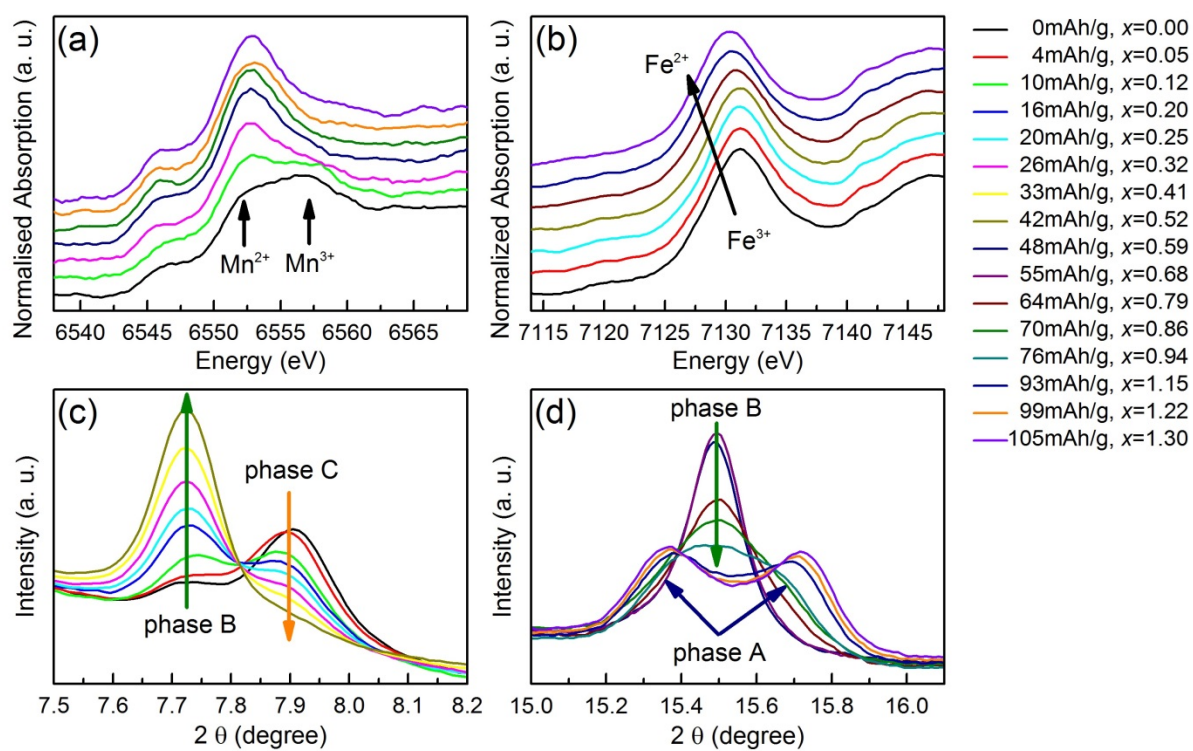 (a)
Normalised Absorption (a. u.)
Mn2+
Mn3+
6540 6545 6550 6555 6560 6565
Energy (eV)
(b)
Normalized Absorption (a. u.)
Fe2+
Fe3+
7115 7120 7125 7130 7135 7140 7145
Energy (eV)
0mAh/g, x=0.00
4mAh/g, x=0.05
10mAh/g, x=0.12
16mAh/g, x=0.20
20mAh/g, x=0.25
26mAh/g, x=0.32
33mAh/g, x=0.41
42mAh/g, x=0.52
48mAh/g, x=0.59
55mAh/g, x=0.68
64mAh/g, x=0.79
70mAh/g, x=0.86
76mAh/g, x=0.94
93mAh/g, x=1.15
99mAh/g, x=1.22
105mAh/g, x=1.30
(c)
Intensity (a. u.)
phase C
phase B
7.5 7.6 7.7 7.8 7.9 8.0 8.1 8.2
2 θ (degree)
(d)
Intensity (a. u.)
phase B
phase A
15.0 15.2 15.4 15.6 15.8 16.0
2 θ (degree)